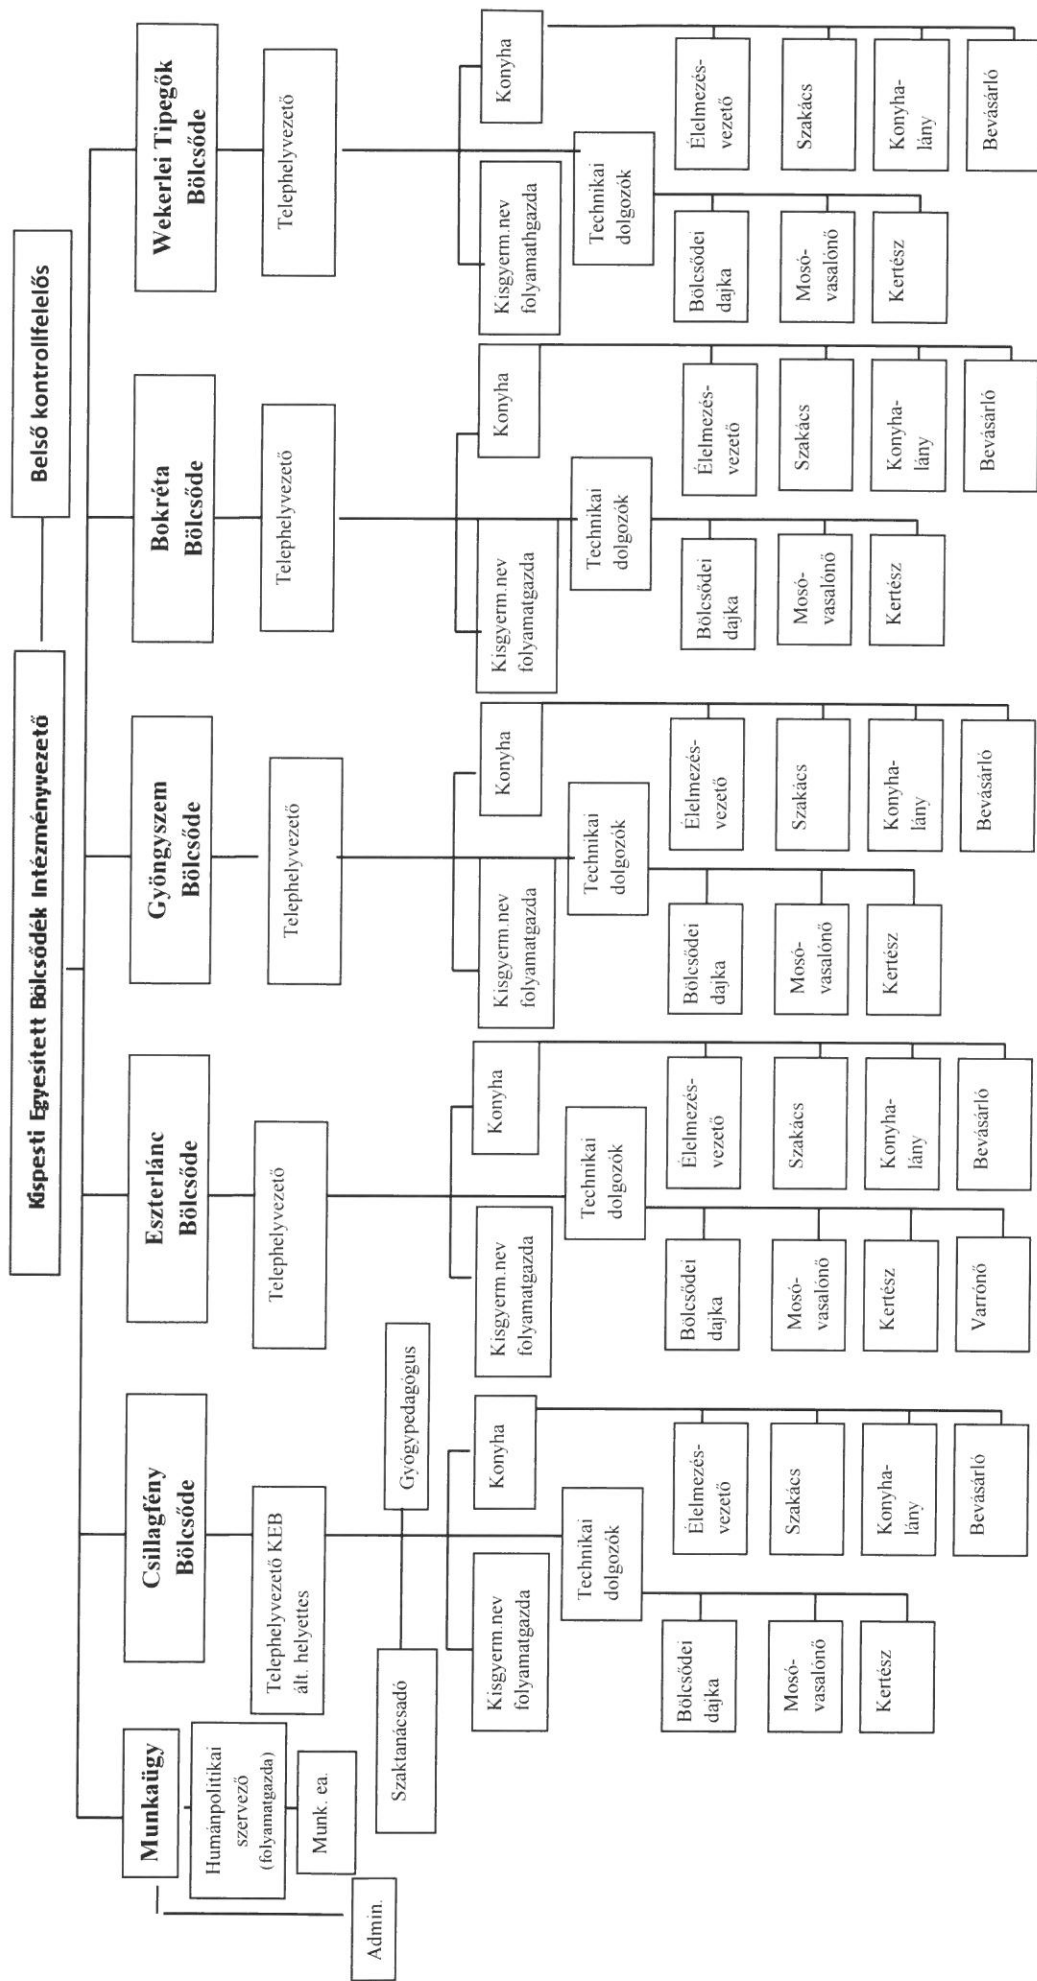 Kispesti Egyesített Bölcsődék Intézményvezető
Belső kontrollfelelős
Munkaügy
Humánpolitikai
szervező
(folyamatgazda)
Munk. ea.
Admin.
Csillagfény
Bölcsőde
Telephelyvezető KEB
ált. helyettes
Szaktanácsadó
Gyógypedagógus
Kisgyerm.nev
folyamatgazda
Konyha
Technikai
dolgozók
Bölcsődei
dajka
Mosó-
vasalónő
Kertész
Élelmezés-
vezető
Szakács
Konyha-
lány
Bevásárló
Eszterlánc
Bölcsőde
Telephelyvezető
Kisgyerm.nev
folyamatgazda
Konyha
Technikai
dolgozók
Bölcsődei
dajka
Mosó-
vasalónő
Kertész
Varrónő
Élelmezés-
vezető
Szakács
Konyha-
lány
Bevásárló
Gyöngyszem
Bölcsőde
Telephelyvezető
Kisgyerm.nev
folyamatgazda
Konyha
Technikai
dolgozók
Bölcsődei
dajka
Mosó-
vasalónő
Kertész
Élelmezés-
vezető
Szakács
Konyha-
lány
Bevásárló
Bokréta
Bölcsőde
Telephelyvezető
Kisgyerm.nev
folyamatgazda
Konyha
Technikai
dolgozók
Bölcsődei
dajka
Mosó-
vasalónő
Kertész
Élelmezés-
vezető
Szakács
Konyha-
lány
Bevásárló
Wekerlei Tipegők
Bölcsőde
Telephelyvezető
Kisgyerm.nev
folyamathgazda
Konyha
Technikai
dolgozók
Bölcsődei
dajka
Mosó-
vasalónő
Kertész
Élelmezés-
vezető
Szakács
Konyha-
lány
Bevásárló